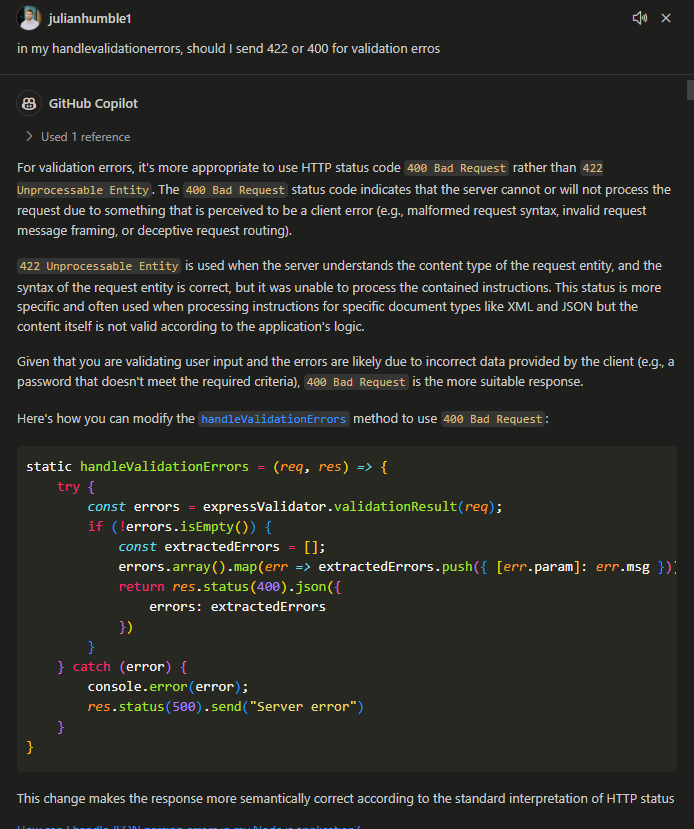 julianhumble1
in my handlevalidationerrors, should I send 422 or 400 for validation erros
GitHub Copilot
Used 1 reference
For validation errors, it's more appropriate to use HTTP status code 400 Bad Request rather than 422
Unprocessable Entity. The 400 Bad Request status code indicates that the server cannot or will not process the
request due to something that is perceived to be a client error (e.g., malformed request syntax, invalid request
message framing, or deceptive request routing).
422 Unprocessable Entity is used when the server understands the content type of the request entity, and the
syntax of the request entity is correct, but it was unable to process the contained instructions. This status is more
specific and often used when processing instructions for specific document types like XML and JSON but the
content itself is not valid according to the application's logic.
Given that you are validating user input and the errors are likely due to incorrect data provided by the client (e.g., a
password that doesn't meet the required criteria), 400 Bad Request is the more suitable response.
Here's how you can modify the handleValidationErrors method to use 400 Bad Request:
static handleValidationErrors = (req, res) => {
try {
const errors = expressValidator.validationResult(req);
if (!errors.isEmpty()) {
const extractedErrors = [];
errors.array().map(err => extractedErrors.push({ [err.param]: err.msg })
return res.status(400).json({
errors: extractedErrors
})
}
} catch (error) {
console.error(error);
res.status(500).send("Server error")
}
}
This change makes the response more semantically correct according to the standard interpretation of HTTP status